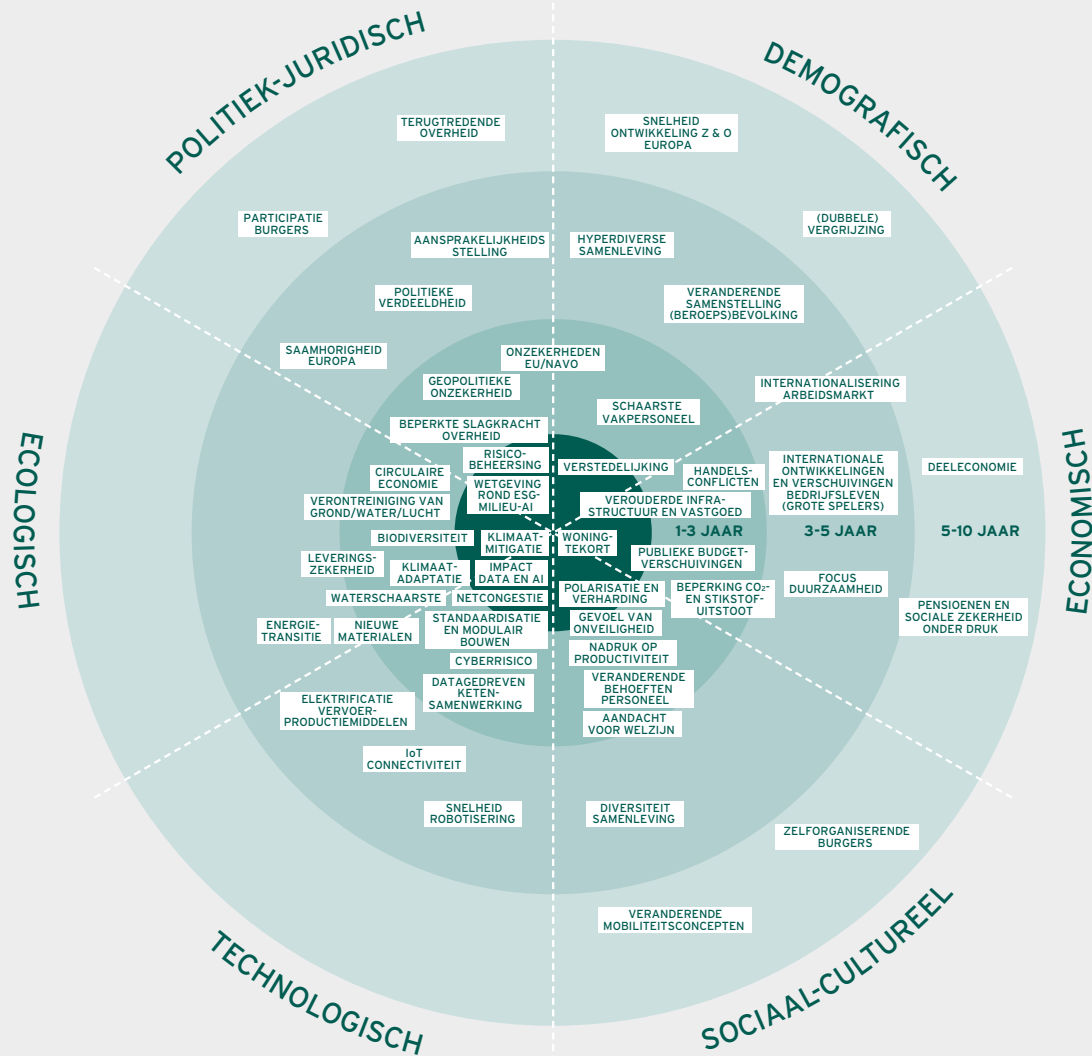 POLITIEK-JURIDISCH
DEMOGRAFISCH
TERUGTREDENDE
OVERHEID
SNELHEID
ONTWIKKELING Z & O
EUROPA
PARTICIPATIE
BURGERS
(DUBBELE)
VERGRIJZING
AANSPRAKELIJKHEIDS
STELLING
HYPERDIVERSE
SAMENLEVING
POLITIEKE
VERDEELDHEID
VERANDERENDE
SAMENSTELLING
(BEROEPS)BEVOLKING
SAAMHORIGHEID
EUROPA
ONZEKERHEDEN
EU/NAVO
GEOPOLITIEKE
ONZEKERHEID
INTERNATIONALISERING
ARBEIDSMARKT
SCHAARSTE
VAKPERSONEEL
BEPERKTE SLAGKRACHT
OVERHEID
ECOLOGISCH
ECONOMISCH
RISICO-
BEHEERSING
VERSTEDELIJKING
CIRCULAIRE
ECONOMIE
WETGEVING
ROND ESG-
MILIEU-AI
HANDELS-
CONFLICTEN
INTERNATIONALE
ONTWIKKELINGEN
EN VERSCHUIVINGEN
BEDRIJFSLEVEN
(GROTE SPELERS)
DEELECONOMIE
VERONTREINIGING VAN
GROND/WATER/LUCHT
VEROUDERDE INFRA-
STRUCTUUR EN VASTGOED
1-3 JAAR
3-5 JAAR
5-10 JAAR
BIODIVERSITEIT
KLIMAAT-
MITIGATIE
WONING-
TEKORT
PUBLIEKE BUDGET-
VERSCHUIVINGEN
LEVERINGS-
ZEKERHEID
KLIMAAT-
ADAPTATIE
IMPACT
DATA EN AI
FOCUS
DUURZAAMHEID
WATERSCHAARSTE
NETCONGESTIE
POLARISATIE EN
VERHARDING
BEPERKING CO₂-
EN STIKSTOF-
UITSTOOT
PENSIOENEN EN
SOCIALE ZEKERHEID
ONDER DRUK
ENERGIE-
TRANSITIE
NIEUWE
MATERIALEN
STANDAARDISATIE
EN MODULAIR
BOUWEN
GEVOEL VAN
ONVEILIGHEID
CYBERRISICO
NADRUK OP
PRODUCTIVITEIT
DATAGEDREVEN
KETEN-
SAMENWERKING
VERANDERENDE
BEHOEFTEN
PERSONEEL
ELEKTRIFICATIE
VERVOER-
PRODUCTIEMIDDELEN
AANDACHT
VOOR WELZIJN
IoT
CONNECTIVITEIT
SNELHEID
ROBOTISERING
DIVERSITEIT
SAMENLEVING
ZELFORGANISERENDE
BURGERS
VERANDERENDE
MOBILITEITSCONCEPTEN
TECHNOLOGISCH
SOCIAAL-CULTUREEL